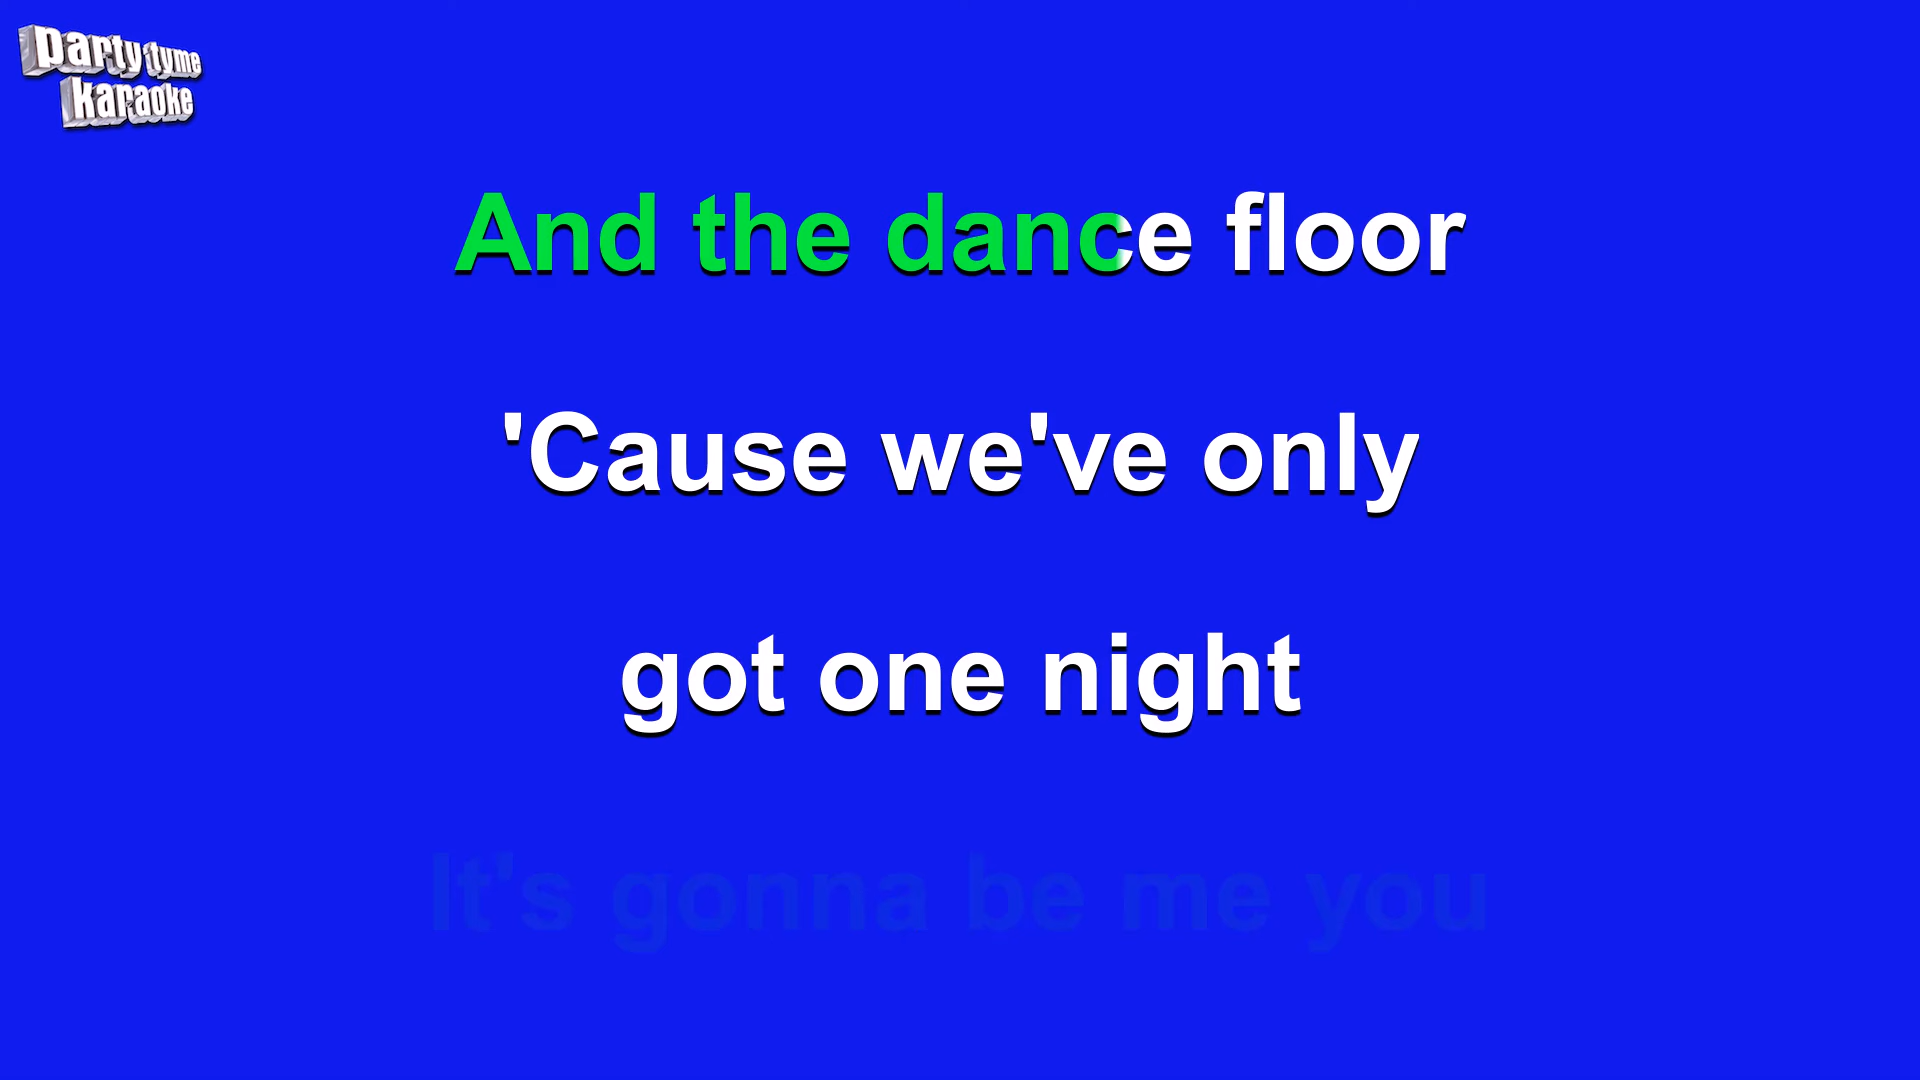 party tyme
karaoke
And the dance floor
'Cause we've only
got one night
It's gonna be me you